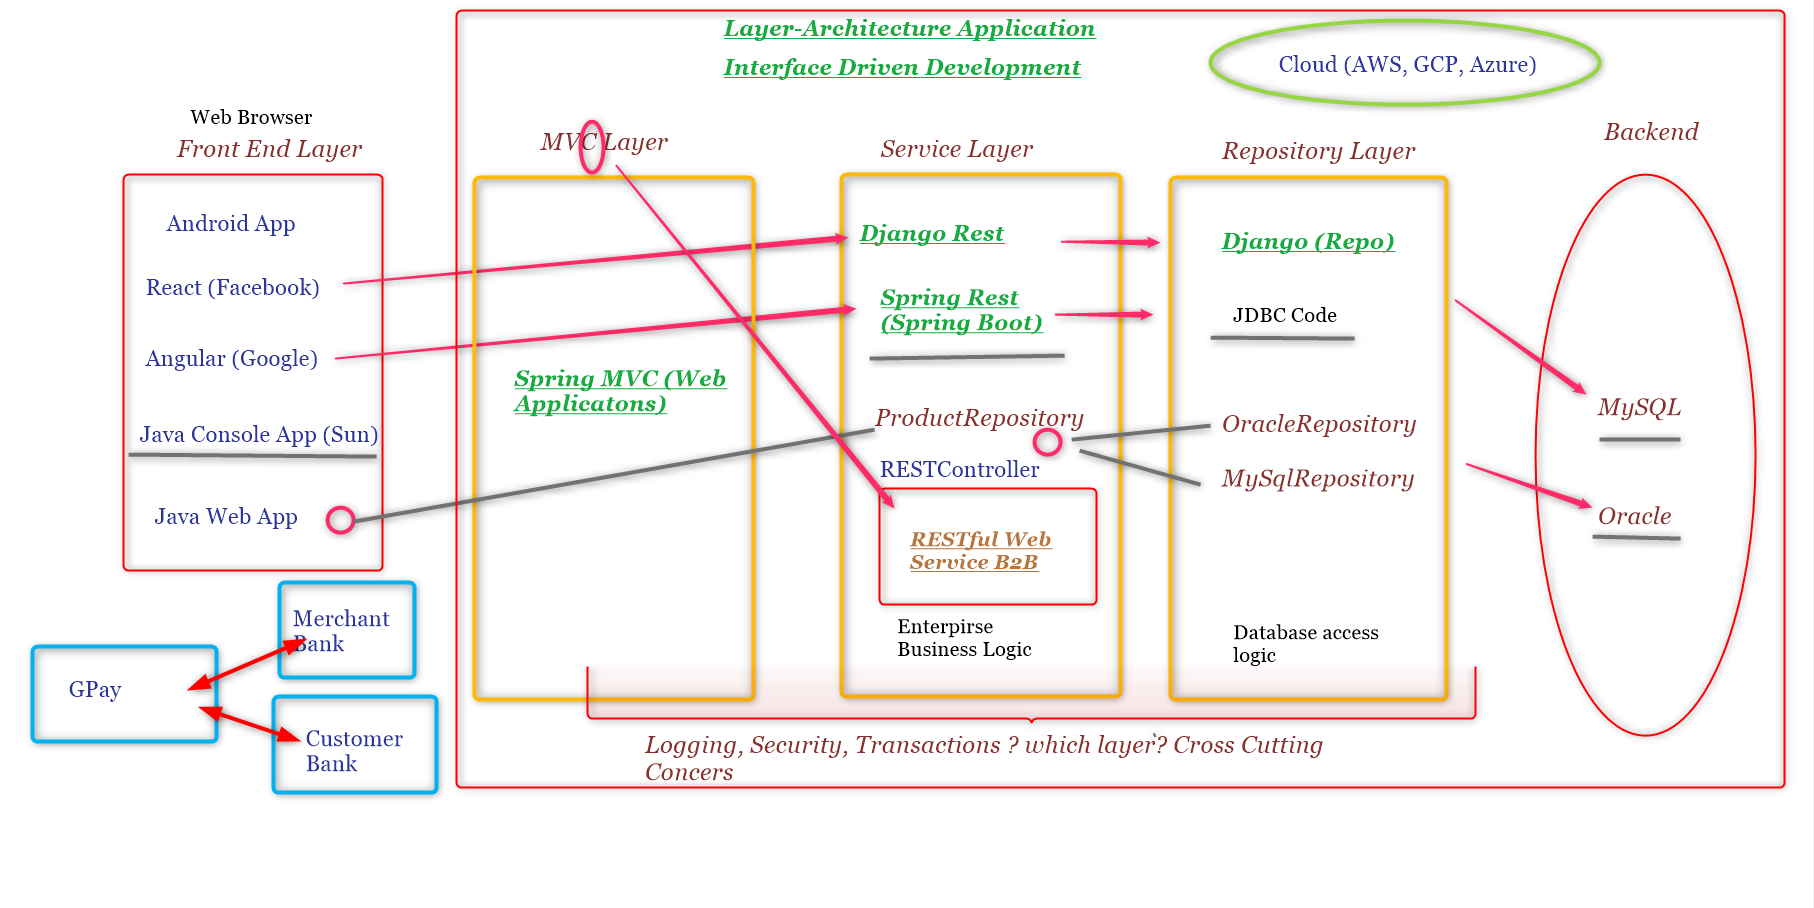 Layer-Architecture Application
Interface Driven Development
Cloud (AWS, GCP, Azure)
Web Browser
Front End Layer
MVC Layer
Service Layer
Repository Layer
Backend
Android App
React (Facebook)
Angular (Google)
Java Console App (Sun)
Java Web App
Spring MVC (Web
Applicatons)
Django Rest
Spring Rest
(Spring Boot)
ProductRepository
RESTController
RESTful Web
Service B2B
Enterpirse
Business Logic
Django (Repo)
JDBC Code
OracleRepository
MySqlRepository
Database access
logic
MySQL
Oracle
Merchant
Bank
GPay
Customer
Bank
Logging, Security, Transactions ? which layer`? Cross Cutting
Concers